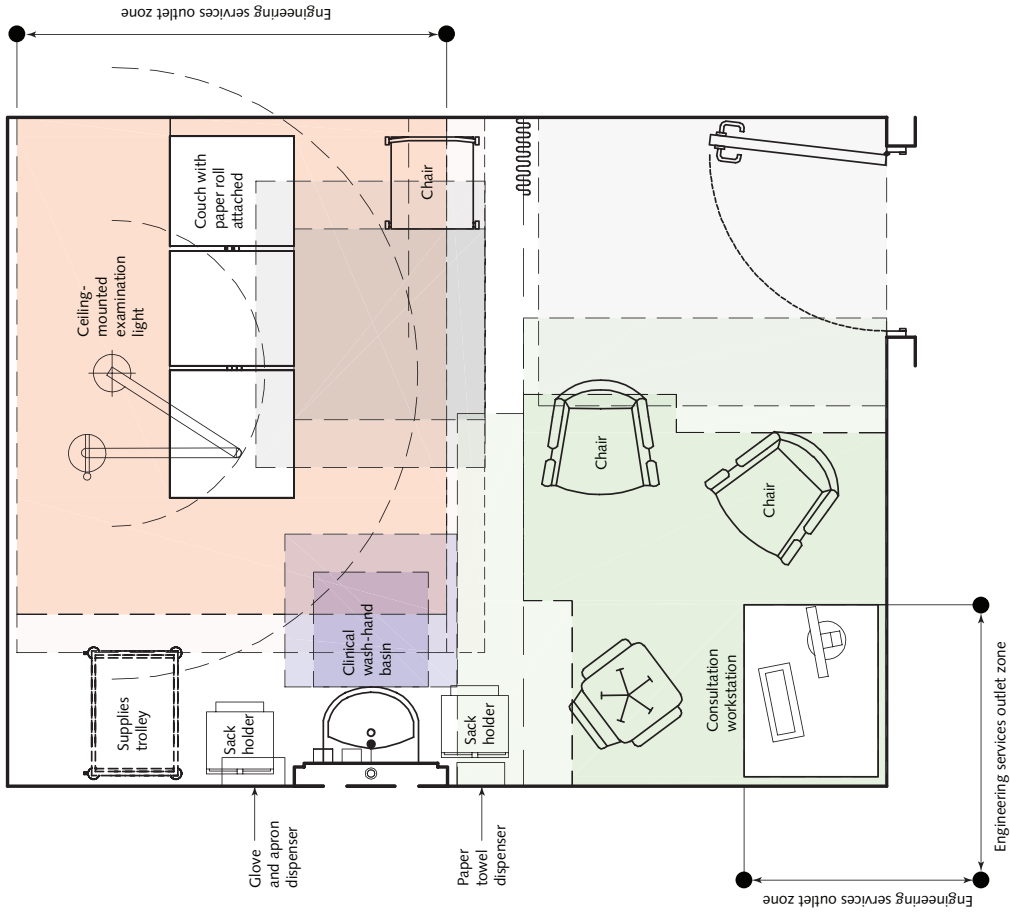 Engineering services outlet zone
Couch with
paper roll
attached
Chair
Ceiling-
mounted
examination
light
Chair
Chair
Clinical
wash-hand
basin
Supplies
trolley
Sack
holder
Sack
holder
Consultation
workstation
Glove
and apron
dispenser
Paper
towel
dispenser
Engineering services outlet zone
Engineering services outlet zone